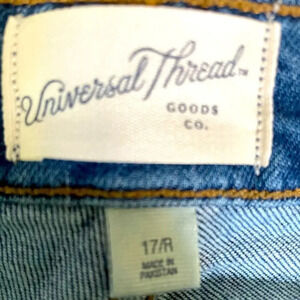 Universal Thread™
GOODS
CO.
17/R
MADE IN
PAKISTAN